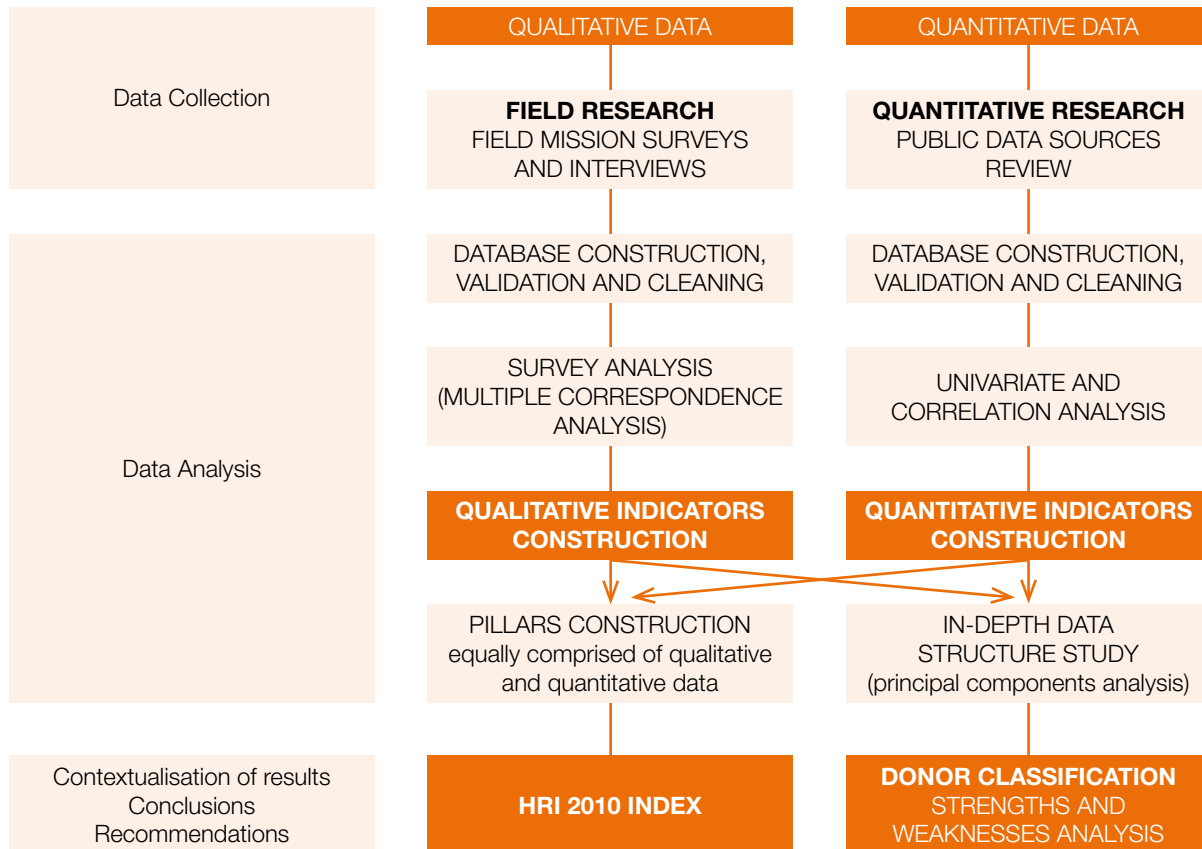 QUALITATIVE DATA
QUANTITATIVE DATA
Data Collection
FIELD RESEARCH
FIELD MISSION SURVEYS
AND INTERVIEWS
QUANTITATIVE RESEARCH
PUBLIC DATA SOURCES
REVIEW
Data Analysis
DATABASE CONSTRUCTION,
VALIDATION AND CLEANING
DATABASE CONSTRUCTION,
VALIDATION AND CLEANING
SURVEY ANALYSIS
(MULTIPLE CORRESPONDENCE
ANALYSIS)
UNIVARIATE AND
CORRELATION ANALYSIS
QUALITATIVE INDICATORS
CONSTRUCTION
QUANTITATIVE INDICATORS
CONSTRUCTION
PILLARS CONSTRUCTION
equally comprised of qualitative
and quantitative data
IN-DEPTH DATA
STRUCTURE STUDY
(principal components analysis)
Contextualisation of results
Conclusions
Recommendations
HRI 2010 INDEX
DONOR CLASSIFICATION
STRENGTHS AND
WEAKNESSES ANALYSIS